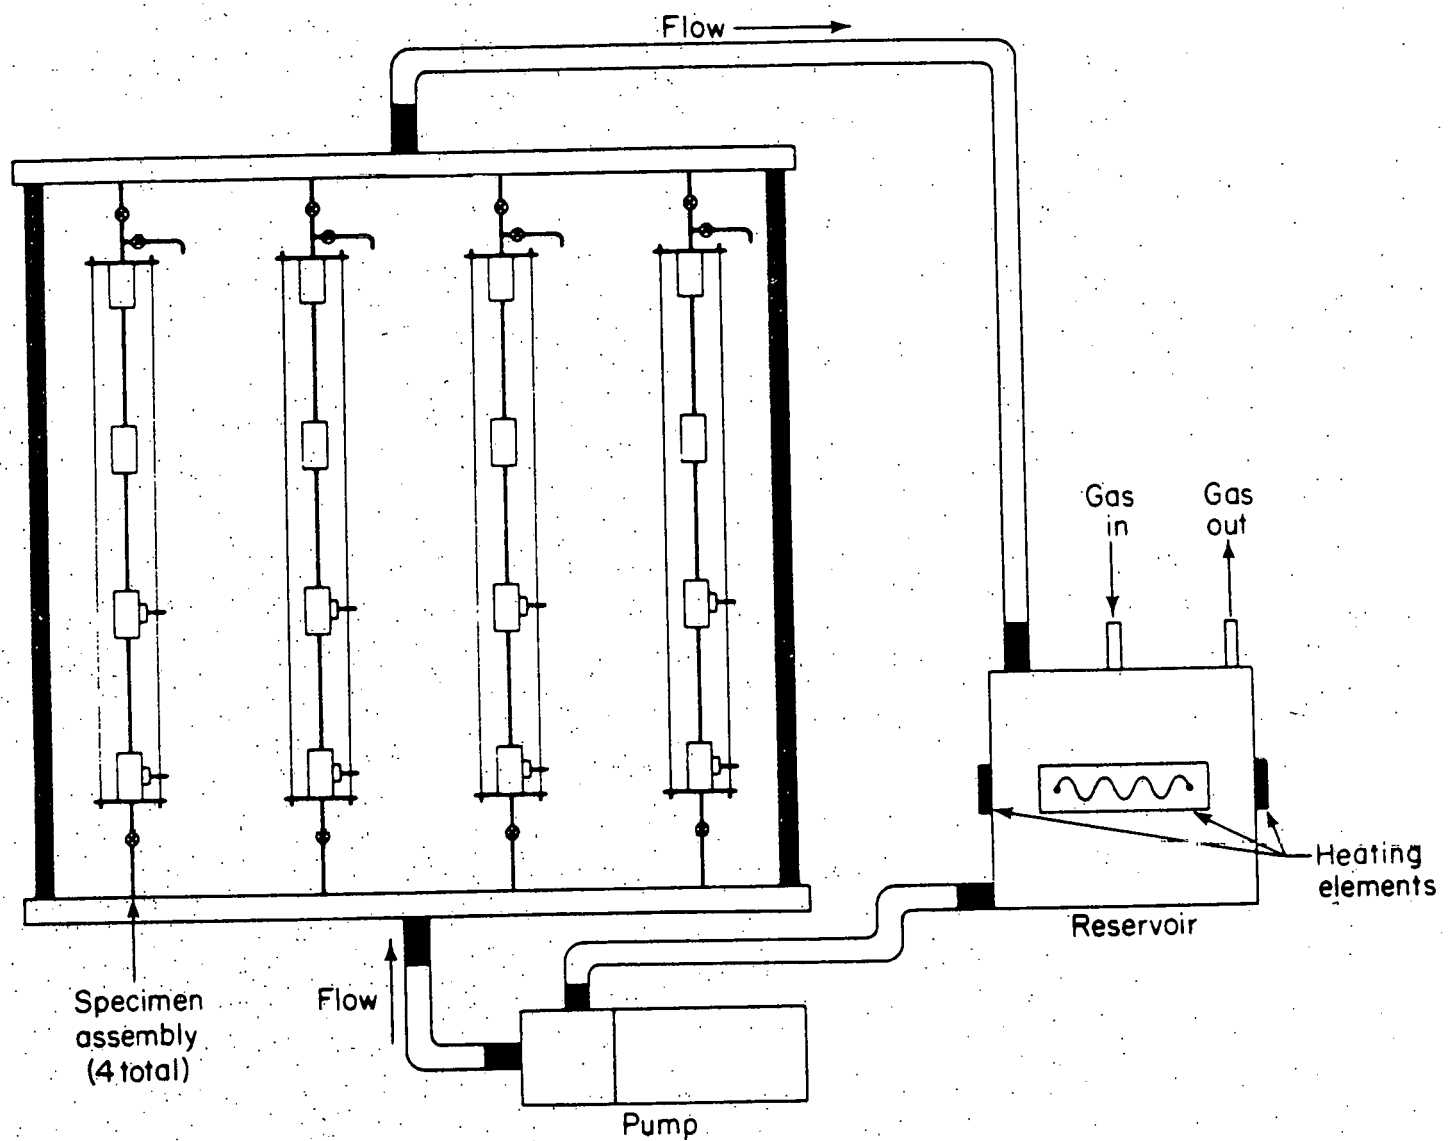 Flow
Gas
in
Gas
out
Heating
elements
Reservoir
Specimen
assembly
(4 total)
Flow
Pump